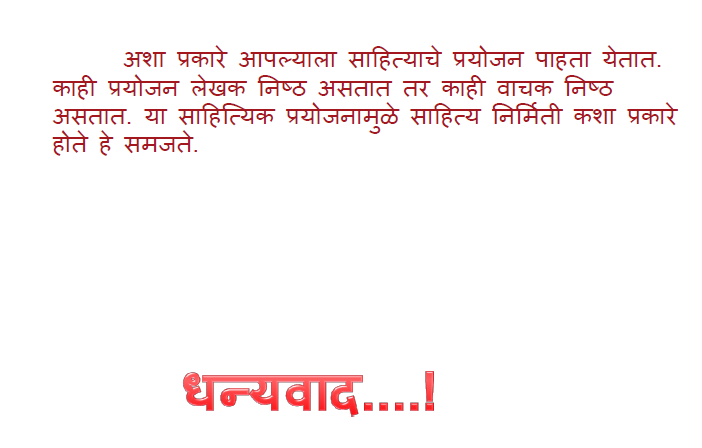 अशा प्रकारे आपल्याला साहित्याचे प्रयोजन पाहता येतात.
काही प्रयोजन लेखक निष्ठ असतात तर काही वाचक निष्ठ
असतात. या साहित्यिक प्रयोजनामुळे साहित्य निर्मिती कशा प्रकारे
होते हे समजते.
धन्यवाद....!